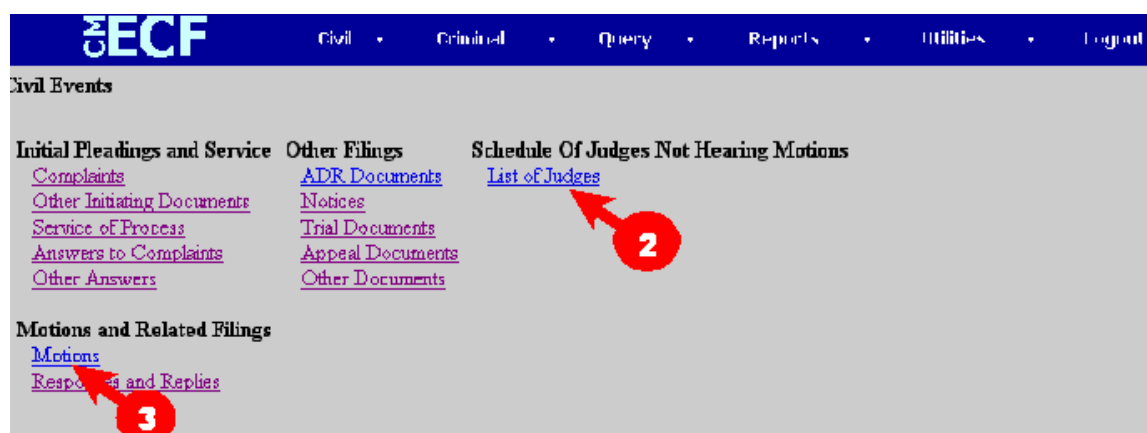 CM ECF Civil Criminal Query Reports Utilities Logout
Civil Events
Initial Pleadings and Service
Complaints
Other Initiating Documents
Service of Process
Answers to Complaints
Other Answers
Other Filings
ADR Documents
Notices
Trial Documents
Appeal Documents
Other Documents
Schedule Of Judges Not Hearing Motions
List of Judges
2
Motions and Related Filings
Motions
Responses and Replies
3